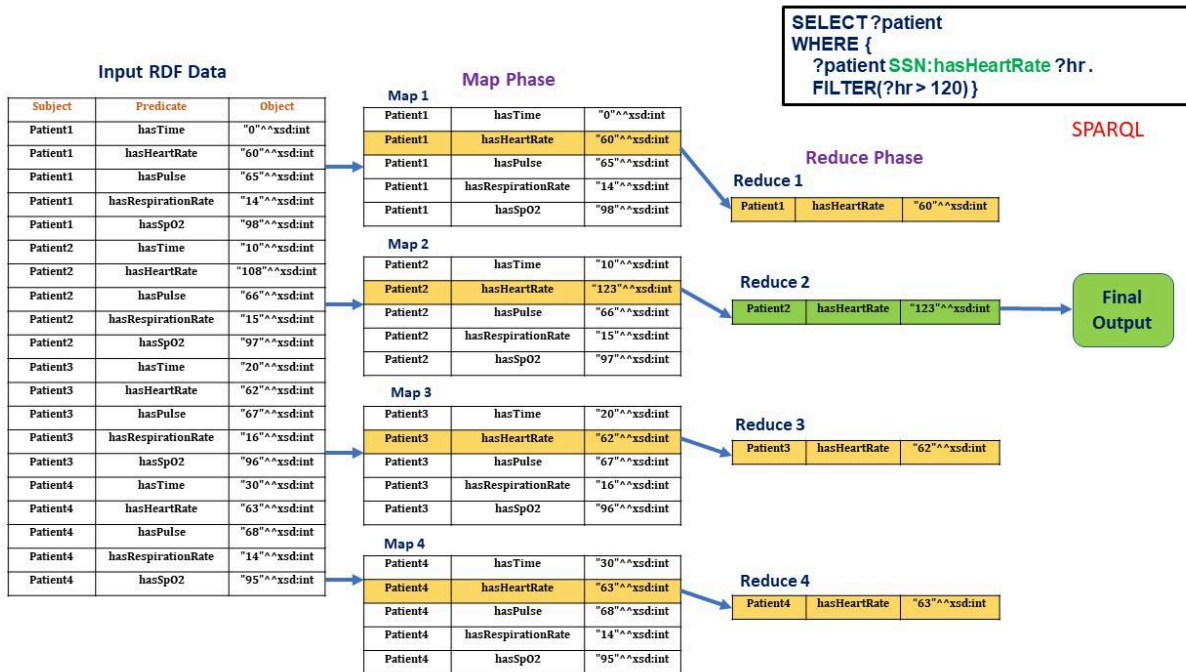 SELECT ?patient
WHERE {
?patient SSN:hasHeartRate ?hr .
FILTER(?hr > 120) }
SPARQL
Input RDF Data
Subject Predicate Object
Patient1 hasTime "0"^^xsd:int
Patient1 hasHeartRate "60"^^xsd:int
Patient1 hasPulse "65"^^xsd:int
Patient1 hasRespirationRate "14"^^xsd:int
Patient1 hasSpO2 "98"^^xsd:int
Patient2 hasTime "10"^^xsd:int
Patient2 hasHeartRate "108"^^xsd:int
Patient2 hasPulse "66"^^xsd:int
Patient2 hasRespirationRate "15"^^xsd:int
Patient2 hasSpO2 "97"^^xsd:int
Patient3 hasTime "20"^^xsd:int
Patient3 hasHeartRate "62"^^xsd:int
Patient3 hasPulse "67"^^xsd:int
Patient3 hasRespirationRate "16"^^xsd:int
Patient3 hasSpO2 "96"^^xsd:int
Patient4 hasTime "30"^^xsd:int
Patient4 hasHeartRate "63"^^xsd:int
Patient4 hasPulse "68"^^xsd:int
Patient4 hasRespirationRate "14"^^xsd:int
Patient4 hasSpO2 "95"^^xsd:int
Map Phase
Map 1
Patient1 hasTime "0"^^xsd:int
Patient1 hasHeartRate "60"^^xsd:int
Patient1 hasPulse "65"^^xsd:int
Patient1 hasRespirationRate "14"^^xsd:int
Patient1 hasSpO2 "98"^^xsd:int
Map 2
Patient2 hasTime "10"^^xsd:int
Patient2 hasHeartRate "123"^^xsd:int
Patient2 hasPulse "66"^^xsd:int
Patient2 hasRespirationRate "15"^^xsd:int
Patient2 hasSpO2 "97"^^xsd:int
Map 3
Patient3 hasTime "20"^^xsd:int
Patient3 hasHeartRate "62"^^xsd:int
Patient3 hasPulse "67"^^xsd:int
Patient3 hasRespirationRate "16"^^xsd:int
Patient3 hasSpO2 "96"^^xsd:int
Map 4
Patient4 hasTime "30"^^xsd:int
Patient4 hasHeartRate "63"^^xsd:int
Patient4 hasPulse "68"^^xsd:int
Patient4 hasRespirationRate "14"^^xsd:int
Patient4 hasSpO2 "95"^^xsd:int
Reduce Phase
Reduce 1
Patient1 hasHeartRate "60"^^xsd:int
Reduce 2
Patient2 hasHeartRate "123"^^xsd:int
Reduce 3
Patient3 hasHeartRate "62"^^xsd:int
Reduce 4
Patient4 hasHeartRate "63"^^xsd:int
Final
Output